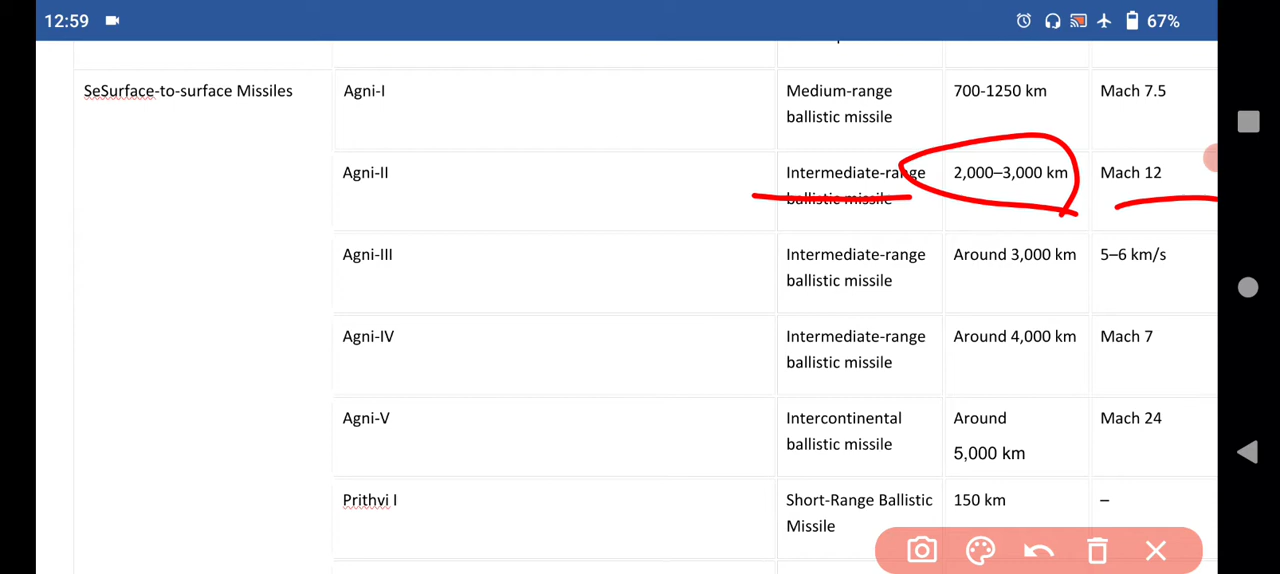 12:59 67%
SeSurface-to-surface Missiles Agni-I Medium-range 700-1250 km Mach 7.5
ballistic missile
Agni-II Intermediate-range 2,000–3,000 km Mach 12
ballistic missile
Agni-III Intermediate-range Around 3,000 km 5–6 km/s
ballistic missile
Agni-IV Intermediate-range Around 4,000 km Mach 7
ballistic missile
Agni-V Intercontinental Around Mach 24
ballistic missile 5,000 km
Prithvi I Short-Range Ballistic 150 km –
Missile